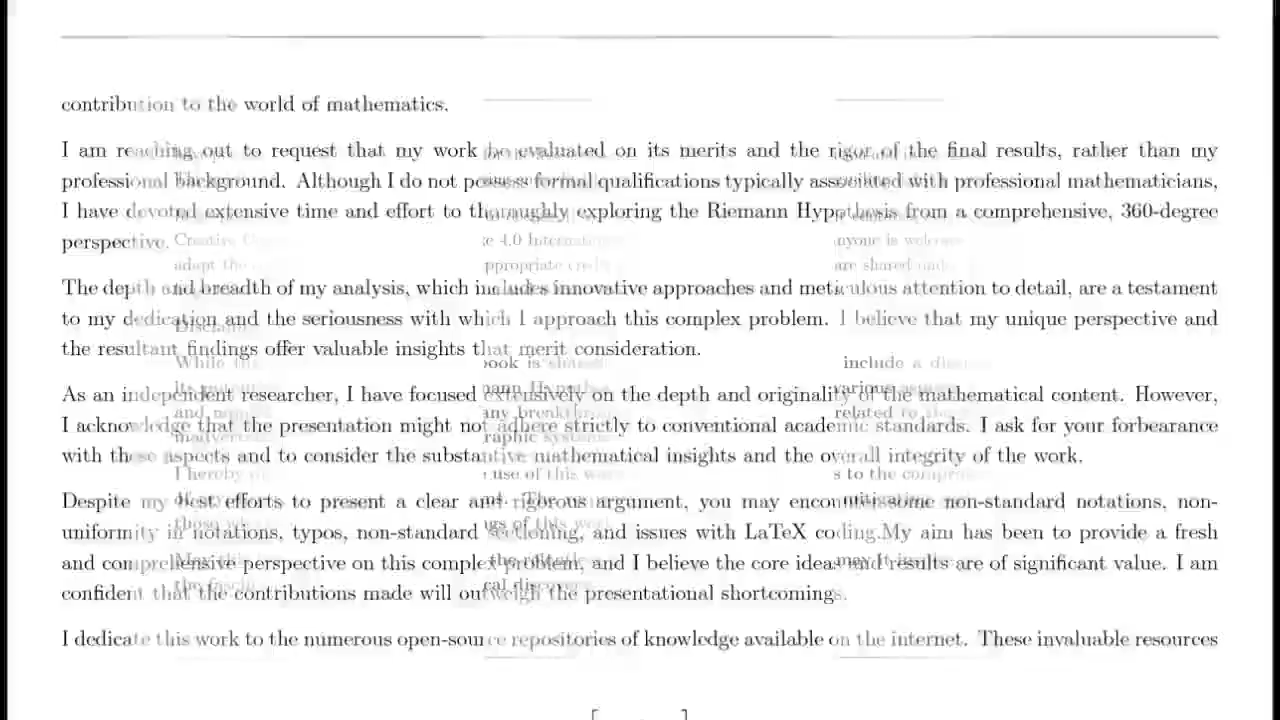 contribution to the world of mathematics.
I am reaching out to request that my work be evaluated on its merits and the rigor of the final results, rather than my
professional background. Although I do not possess formal qualifications typically associated with professional mathematicians,
I have devoted extensive time and effort to thoroughly exploring the Riemann Hypothesis from a comprehensive, 360-degree
perspective.
The depth and breadth of my analysis, which includes innovative approaches and meticulous attention to detail, are a testament
to my dedication and the seriousness with which I approach this complex problem. I believe that my unique perspective and
the resultant findings offer valuable insights that merit consideration.
As an independent researcher, I have focused extensively on the depth and originality of the mathematical content. However,
I acknowledge that the presentation might not adhere strictly to conventional academic standards. I ask for your forbearance
with these aspects and to consider the substantive mathematical insights and the overall integrity of the work.
Despite my best efforts to present a clear and rigorous argument, you may encounter some non-standard notations, non-
uniformity in notations, typos, non-standard sectioning, and issues with LaTeX coding.My aim has been to provide a fresh
and comprehensive perspective on this complex problem, and I believe the core ideas and results are of significant value. I am
confident that the contributions made will outweigh the presentational shortcomings.
I dedicate this work to the numerous open-source repositories of knowledge available on the internet. These invaluable resources